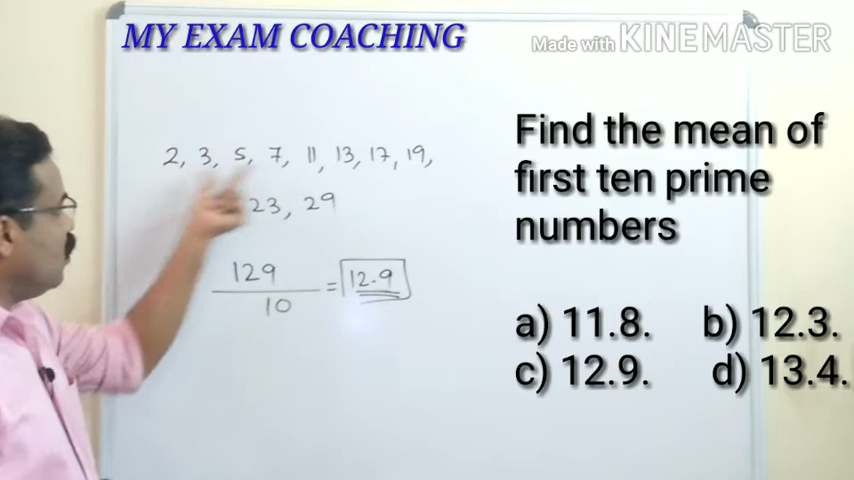 MY EXAM COACHING
Made with KINEMASTER
2, 3, 5, 7, 11, 13, 17, 19,
23, 29
129
10
= 12.9
Find the mean of
first ten prime
numbers
a) 11.8. b) 12.3.
c) 12.9. d) 13.4.